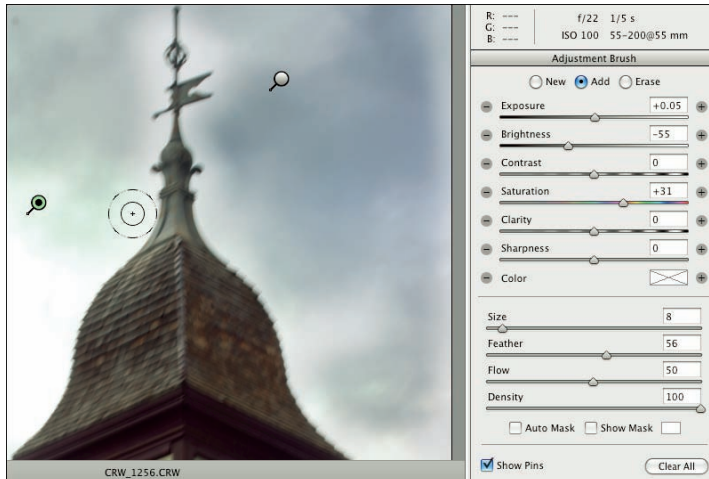 R: ---
G: ---
B: ---
f/22 1/5 s
ISO 100 55-200@55 mm
Adjustment Brush
New Add Erase
Exposure +0.05
Brightness -55
Contrast 0
Saturation +31
Clarity 0
Sharpness 0
Color
Size 8
Feather 56
Flow 50
Density 100
Auto Mask Show Mask
Show Pins Clear All
CRW_1256.CRW